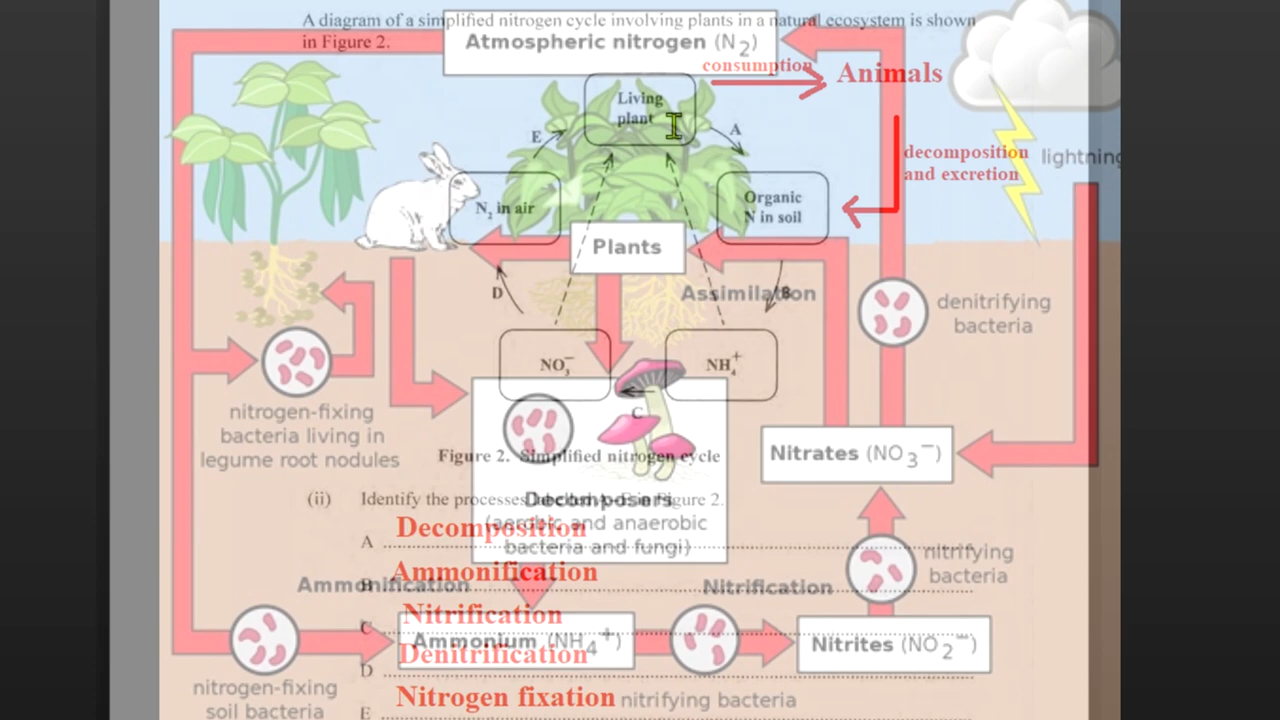 A diagram of a simplified nitrogen cycle involving plants in a natural ecosystem is shown
in Figure 2.
Atmospheric nitrogen (N2)
consumption
Animals
Living
plant
E
A
decomposition
and excretion
lightning
N2 in air
Organic
N in soil
Plants
D
Assimilation
B
denitrifying
bacteria
NO3−
NH4+
C
nitrogen-fixing
bacteria living in
legume root nodules
Figure 2. Simplified nitrogen cycle
Nitrates (NO3−)
(ii) Identify the processes labelled A–E in Figure 2.
Decomposers
(aerobic and anaerobic
bacteria and fungi)
A Decomposition
nitrifying
bacteria
B Ammonification
Ammonification
Nitrification
C Nitrification
Ammonium (NH4+)
Nitrites (NO2−)
D Denitrification
nitrogen-fixing
soil bacteria
E Nitrogen fixation
nitrifying bacteria